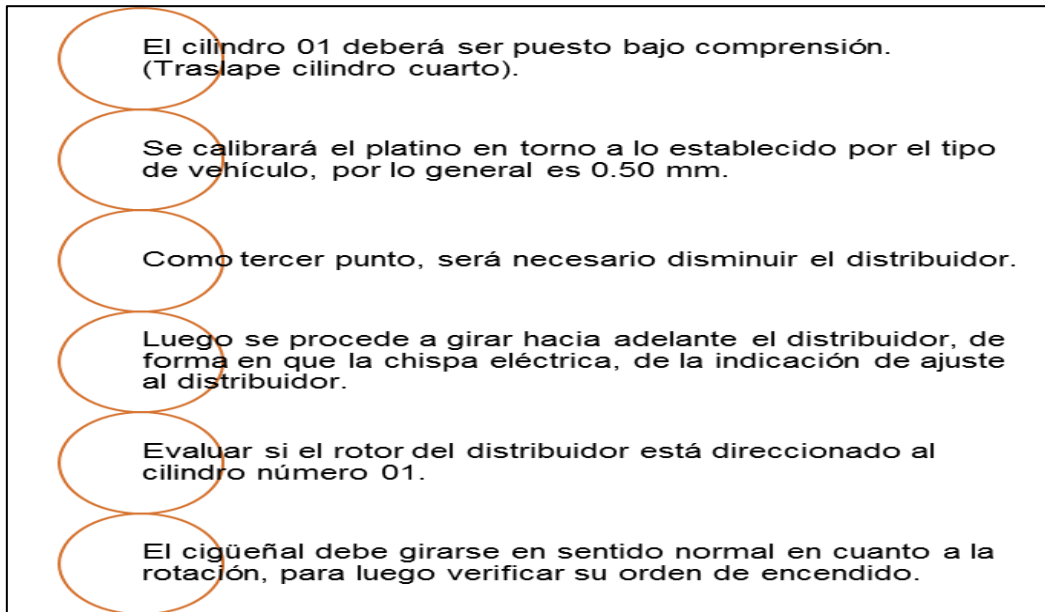 El cilindro 01 deberá ser puesto bajo comprensión.
(Traslape cilindro cuarto).
Se calibrará el platino en torno a lo establecido por el tipo
de vehículo, por lo general es 0.50 mm.
Como tercer punto, será necesario disminuir el distribuidor.
Luego se procede a girar hacia adelante el distribuidor, de
forma en que la chispa eléctrica, de la indicación de ajuste
al distribuidor.
Evaluar si el rotor del distribuidor está direccionado al
cilindro número 01.
El cigüeñal debe girarse en sentido normal en cuanto a la
rotación, para luego verificar su orden de encendido.